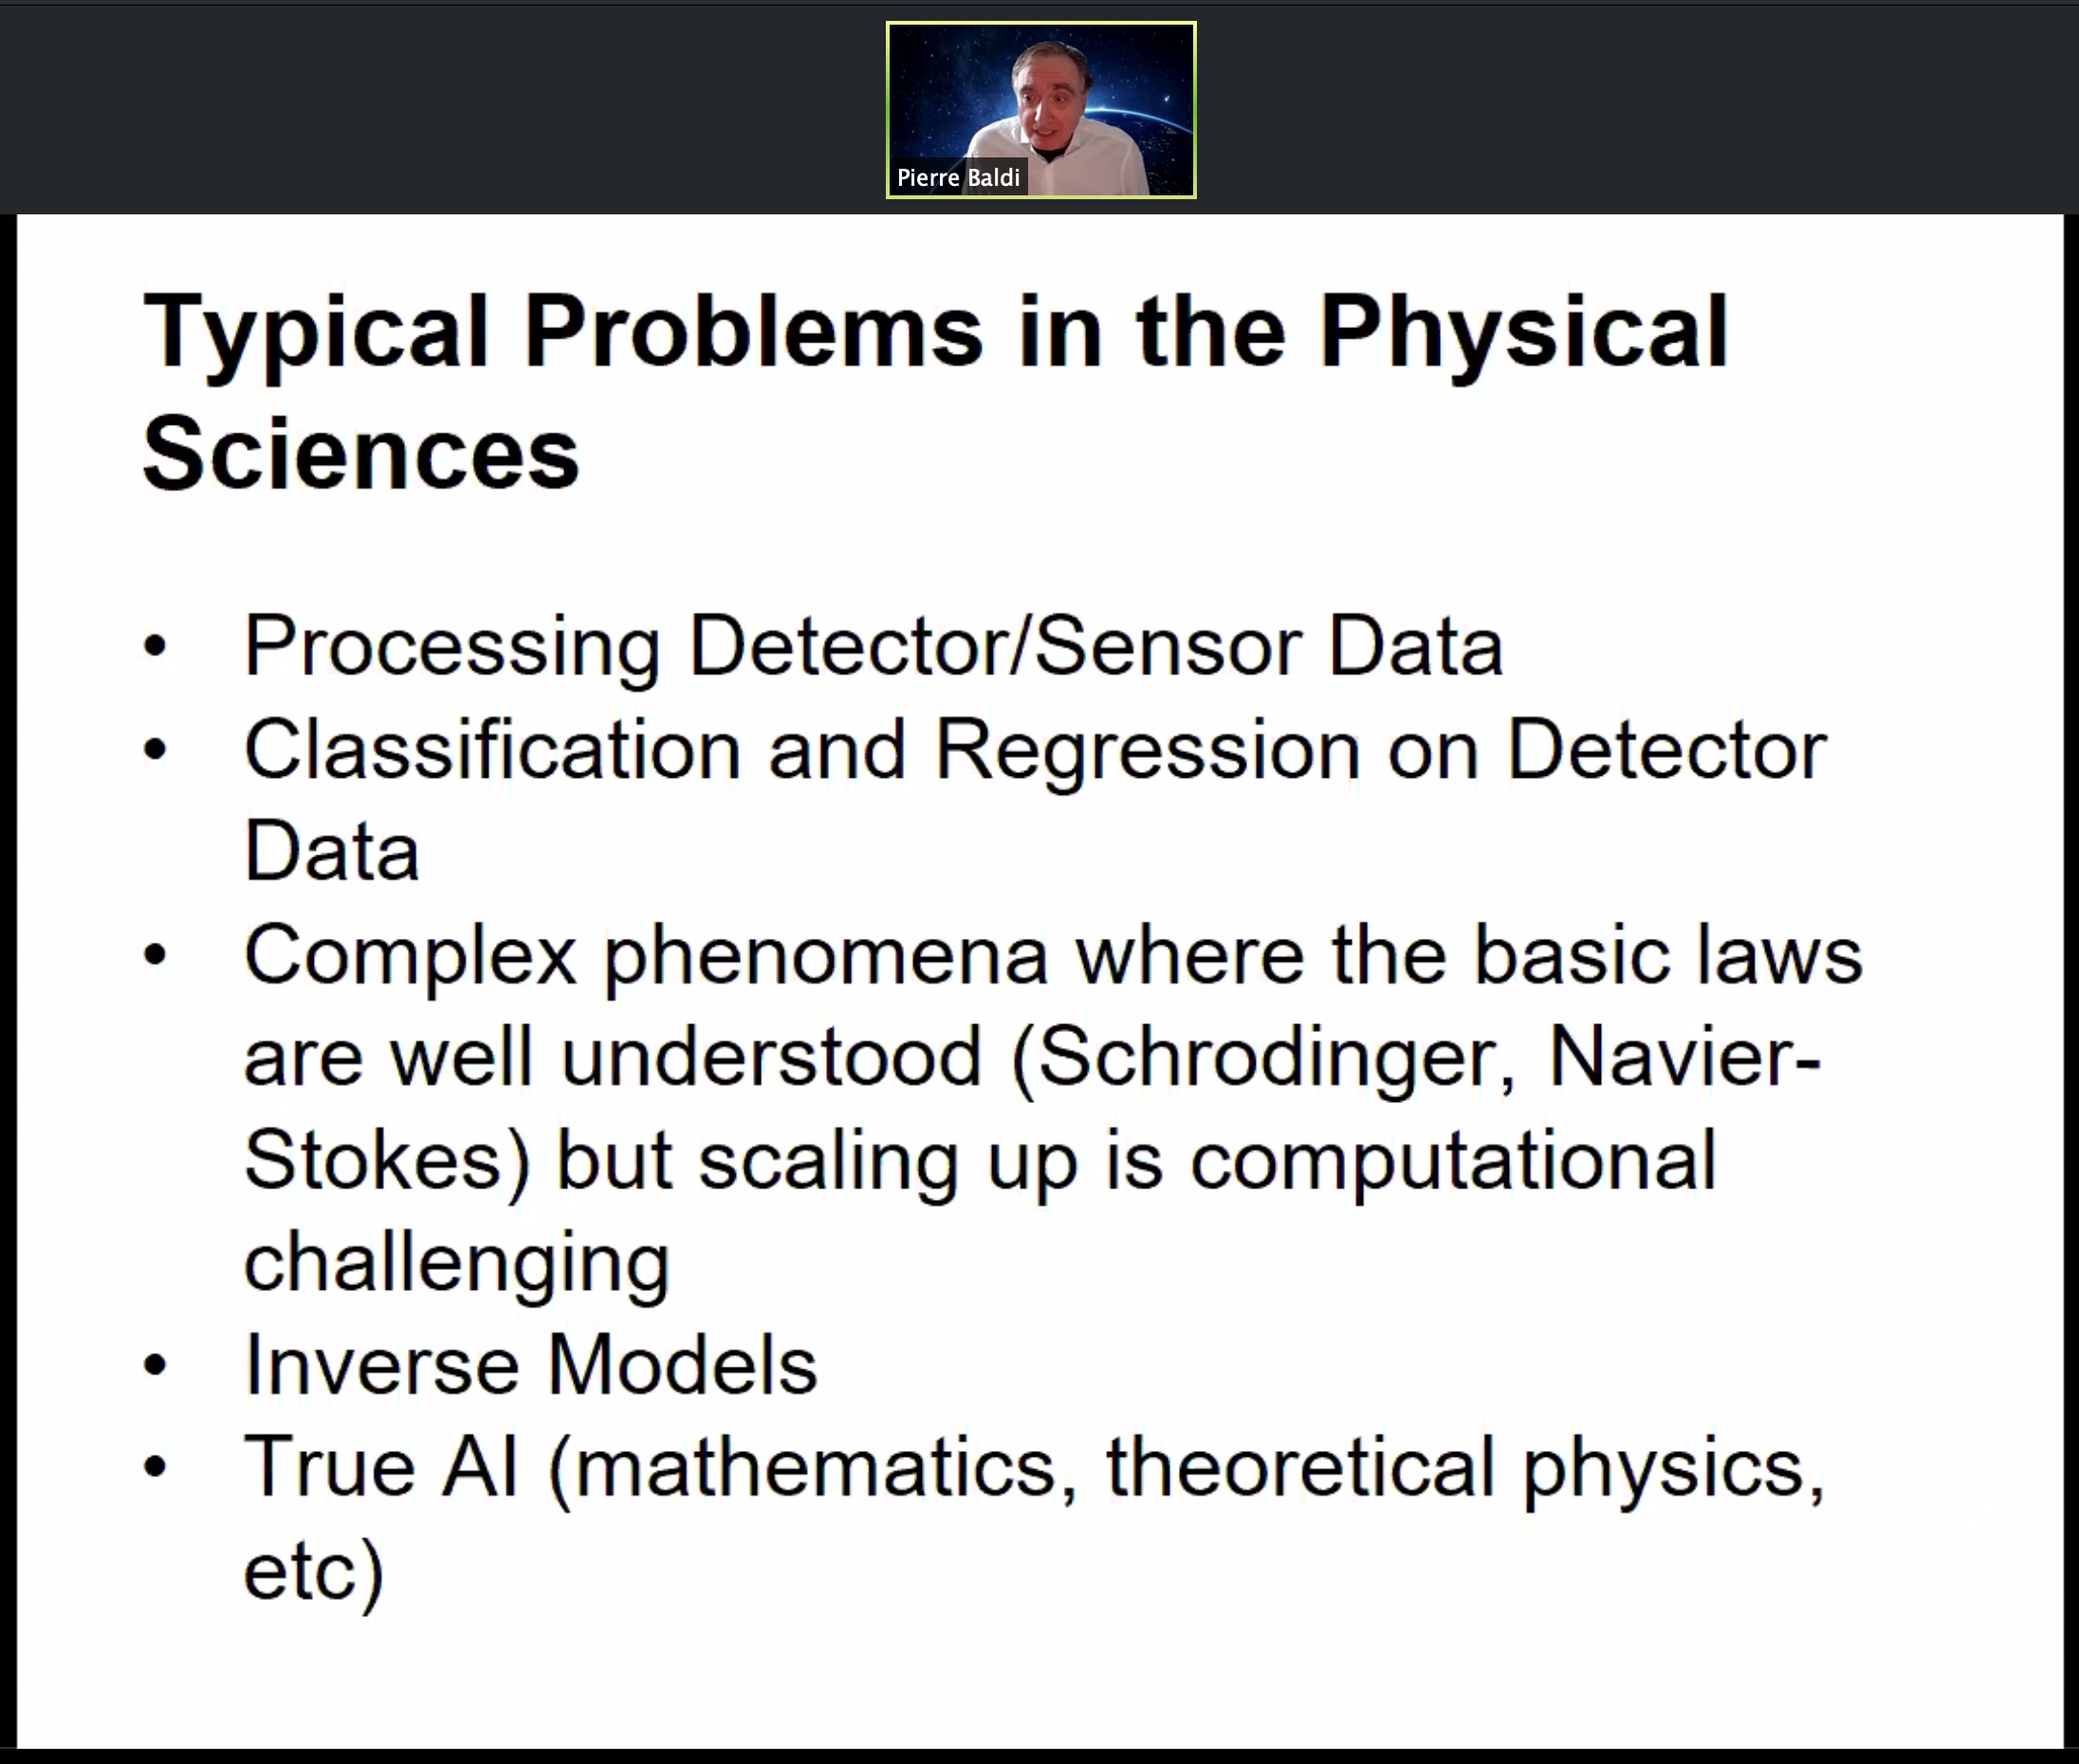 Pierre Baldi
Typical Problems in the Physical
Sciences
• Processing Detector/Sensor Data
• Classification and Regression on Detector
Data
• Complex phenomena where the basic laws
are well understood (Schrodinger, Navier-
Stokes) but scaling up is computational
challenging
• Inverse Models
• True AI (mathematics, theoretical physics,
etc)